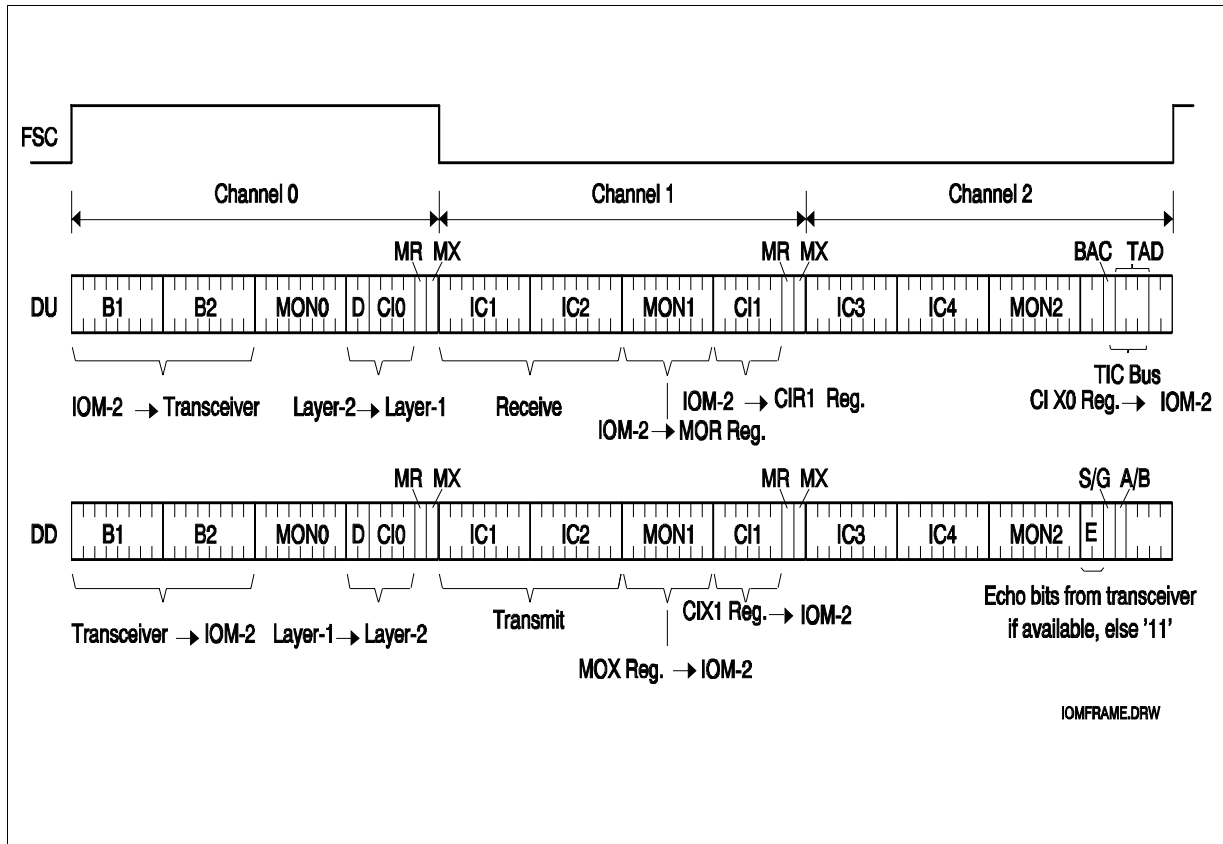 FSC
Channel 0 Channel 1 Channel 2
MR MX MR MX BAC TAD
DU B1 B2 MON0 D CI0 IC1 IC2 MON1 CI1 IC3 IC4 MON2
IOM-2 → Transceiver Layer-2 → Layer-1 Receive IOM-2 → CIR1 Reg. TIC Bus
IOM-2 → MOR Reg. CI X0 Reg. → IOM-2
MR MX MR MX S/G A/B
DD B1 B2 MON0 D CI0 IC1 IC2 MON1 CI1 IC3 IC4 MON2 E
Transceiver → IOM-2 Layer-1 → Layer-2 Transmit CIX1 Reg. → IOM-2 Echo bits from transceiver
if available, else '11'
MOX Reg. → IOM-2
IOMFRAME.DRW